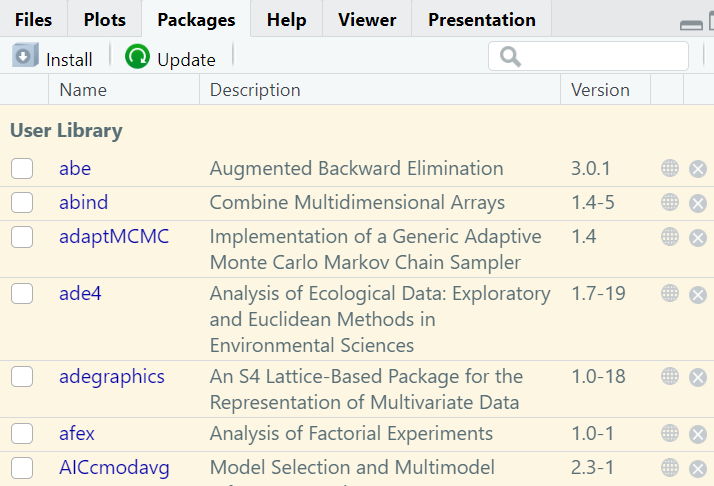 Files Plots Packages Help Viewer Presentation
Install Update
Name Description Version
User Library
abe Augmented Backward Elimination 3.0.1
abind Combine Multidimensional Arrays 1.4-5
adaptMCMC Implementation of a Generic Adaptive 1.4
Monte Carlo Markov Chain Sampler
ade4 Analysis of Ecological Data: Exploratory 1.7-19
and Euclidean Methods in
Environmental Sciences
adegraphics An S4 Lattice-Based Package for the 1.0-18
Representation of Multivariate Data
afex Analysis of Factorial Experiments 1.0-1
AICcmodavg Model Selection and Multimodel 2.3-1